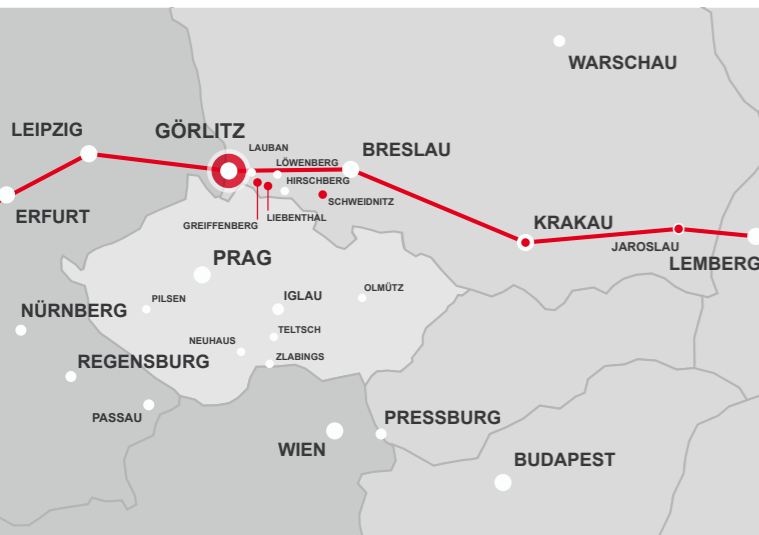 WARSCHAU
LEIPZIG
GÖRLITZ
LAUBAN
BRESLAU
LÖWENBERG
HIRSCHBERG
SCHWEIDNITZ
ERFURT
GREIFFENBERG
LIEBENTHAL
KRAKAU
JAROSLAU
LEMBERG
PRAG
PILSEN
IGLAU
OLMÜTZ
NÜRNBERG
TELTSCH
NEUHAUS
ZLABINGS
REGENSBURG
PASSAU
PRESSBURG
WIEN
BUDAPEST